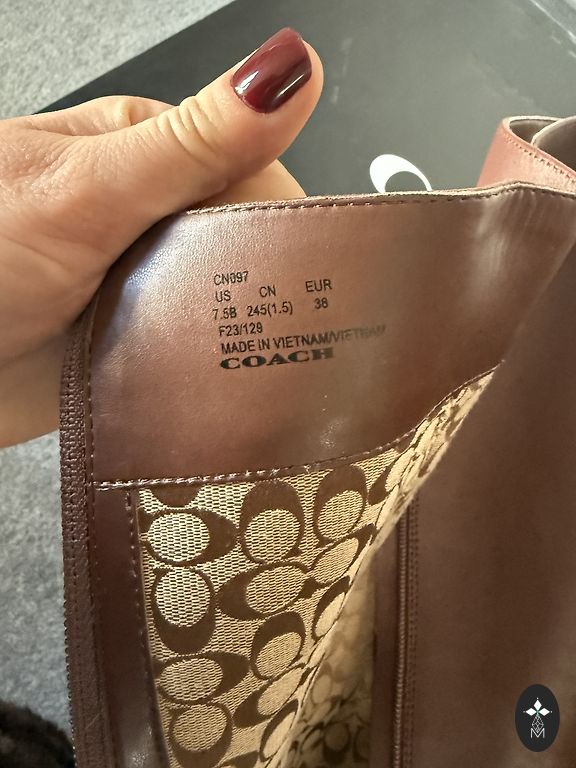 CN097
US CN EUR
7.5B 245(1.5) 38
F23/129
MADE IN VIETNAM/VIETNAM
COACH
M